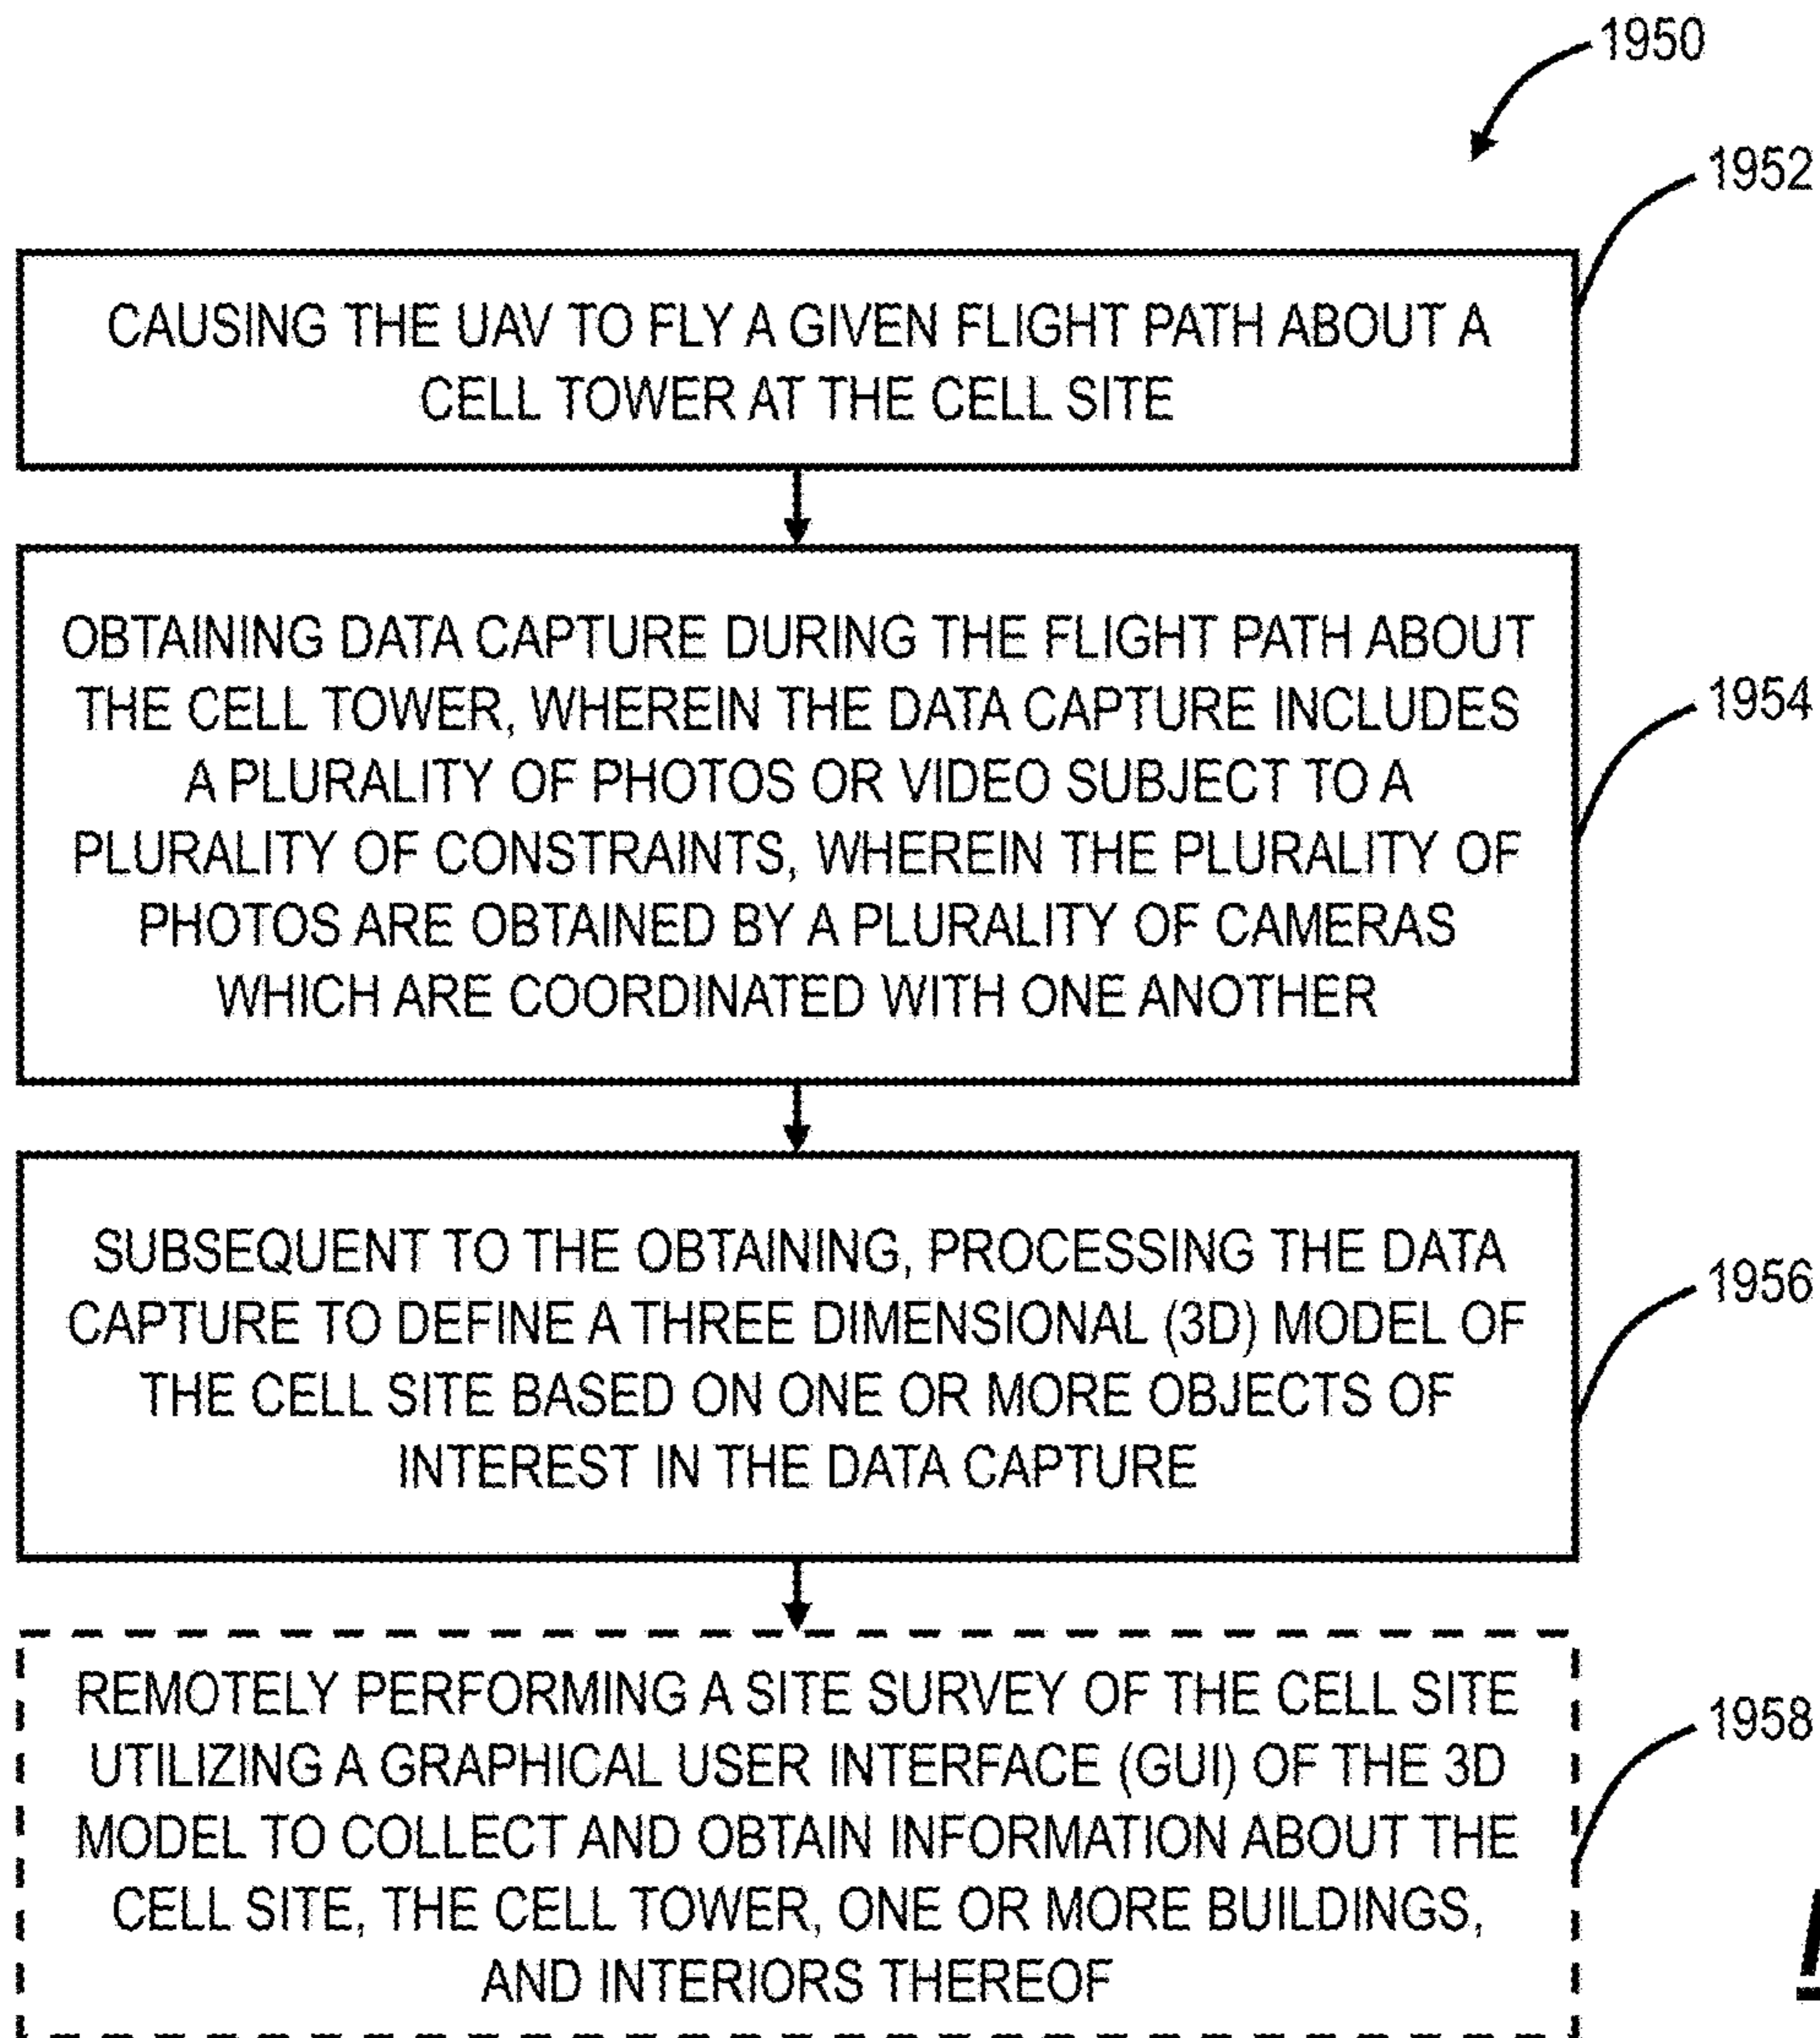 1950
1952
CAUSING THE UAV TO FLY A GIVEN FLIGHT PATH ABOUT A
CELL TOWER AT THE CELL SITE
OBTAINING DATA CAPTURE DURING THE FLIGHT PATH ABOUT
THE CELL TOWER, WHEREIN THE DATA CAPTURE INCLUDES
A PLURALITY OF PHOTOS OR VIDEO SUBJECT TO A
PLURALITY OF CONSTRAINTS, WHEREIN THE PLURALITY OF
PHOTOS ARE OBTAINED BY A PLURALITY OF CAMERAS
WHICH ARE COORDINATED WITH ONE ANOTHER
1954
SUBSEQUENT TO THE OBTAINING, PROCESSING THE DATA
CAPTURE TO DEFINE A THREE DIMENSIONAL (3D) MODEL OF
THE CELL SITE BASED ON ONE OR MORE OBJECTS OF
INTEREST IN THE DATA CAPTURE
1956
REMOTELY PERFORMING A SITE SURVEY OF THE CELL SITE
UTILIZING A GRAPHICAL USER INTERFACE (GUI) OF THE 3D
MODEL TO COLLECT AND OBTAIN INFORMATION ABOUT THE
CELL SITE, THE CELL TOWER, ONE OR MORE BUILDINGS,
AND INTERIORS THEREOF
1958